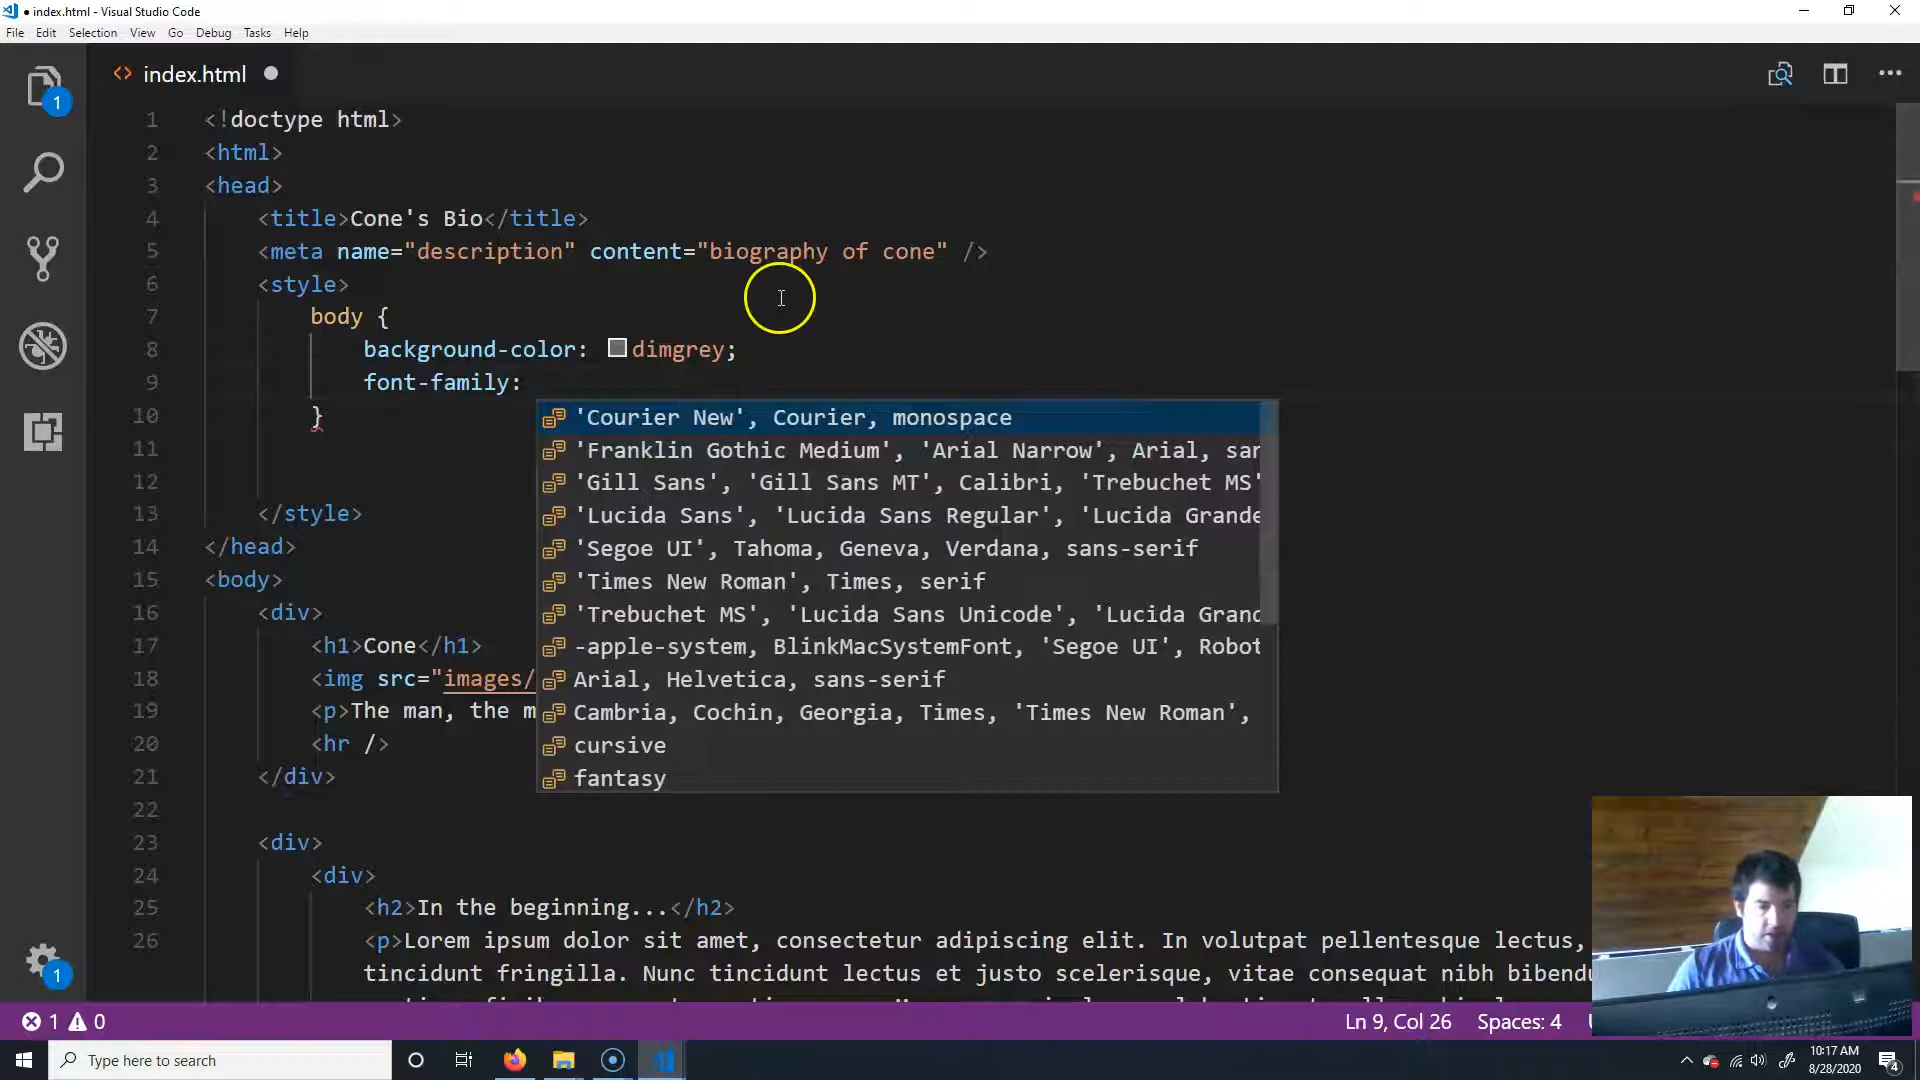 ● index.html - Visual Studio Code
File Edit Selection View Go Debug Tasks Help
1
<> index.html ●
1 <!doctype html>
2 <html>
3 <head>
4 <title>Cone's Bio</title>
5 <meta name="description" content="biography of cone" />
6 <style>
7 body {
8 background-color: dimgrey;
9 font-family:
10 }
11
12
13 </style>
14 </head>
15 <body>
16 <div>
17 <h1>Cone</h1>
18 <img src="images/
19 <p>The man, the m
20 <hr />
21 </div>
22
23 <div>
24 <div>
25 <h2>In the beginning...</h2>
26 <p>Lorem ipsum dolor sit amet, consectetur adipiscing elit. In volutpat pellentesque lectus,
tincidunt fringilla. Nunc tincidunt lectus et justo scelerisque, vitae consequat nibh bibendu
'Courier New', Courier, monospace
'Franklin Gothic Medium', 'Arial Narrow', Arial, san
'Gill Sans', 'Gill Sans MT', Calibri, 'Trebuchet MS'
'Lucida Sans', 'Lucida Sans Regular', 'Lucida Grande
'Segoe UI', Tahoma, Geneva, Verdana, sans-serif
'Times New Roman', Times, serif
'Trebuchet MS', 'Lucida Sans Unicode', 'Lucida Grand
-apple-system, BlinkMacSystemFont, 'Segoe UI', Robot
Arial, Helvetica, sans-serif
Cambria, Cochin, Georgia, Times, 'Times New Roman',
cursive
fantasy
1
1 0 Ln 9, Col 26 Spaces: 4
Type here to search
10:17 AM
8/28/2020
4